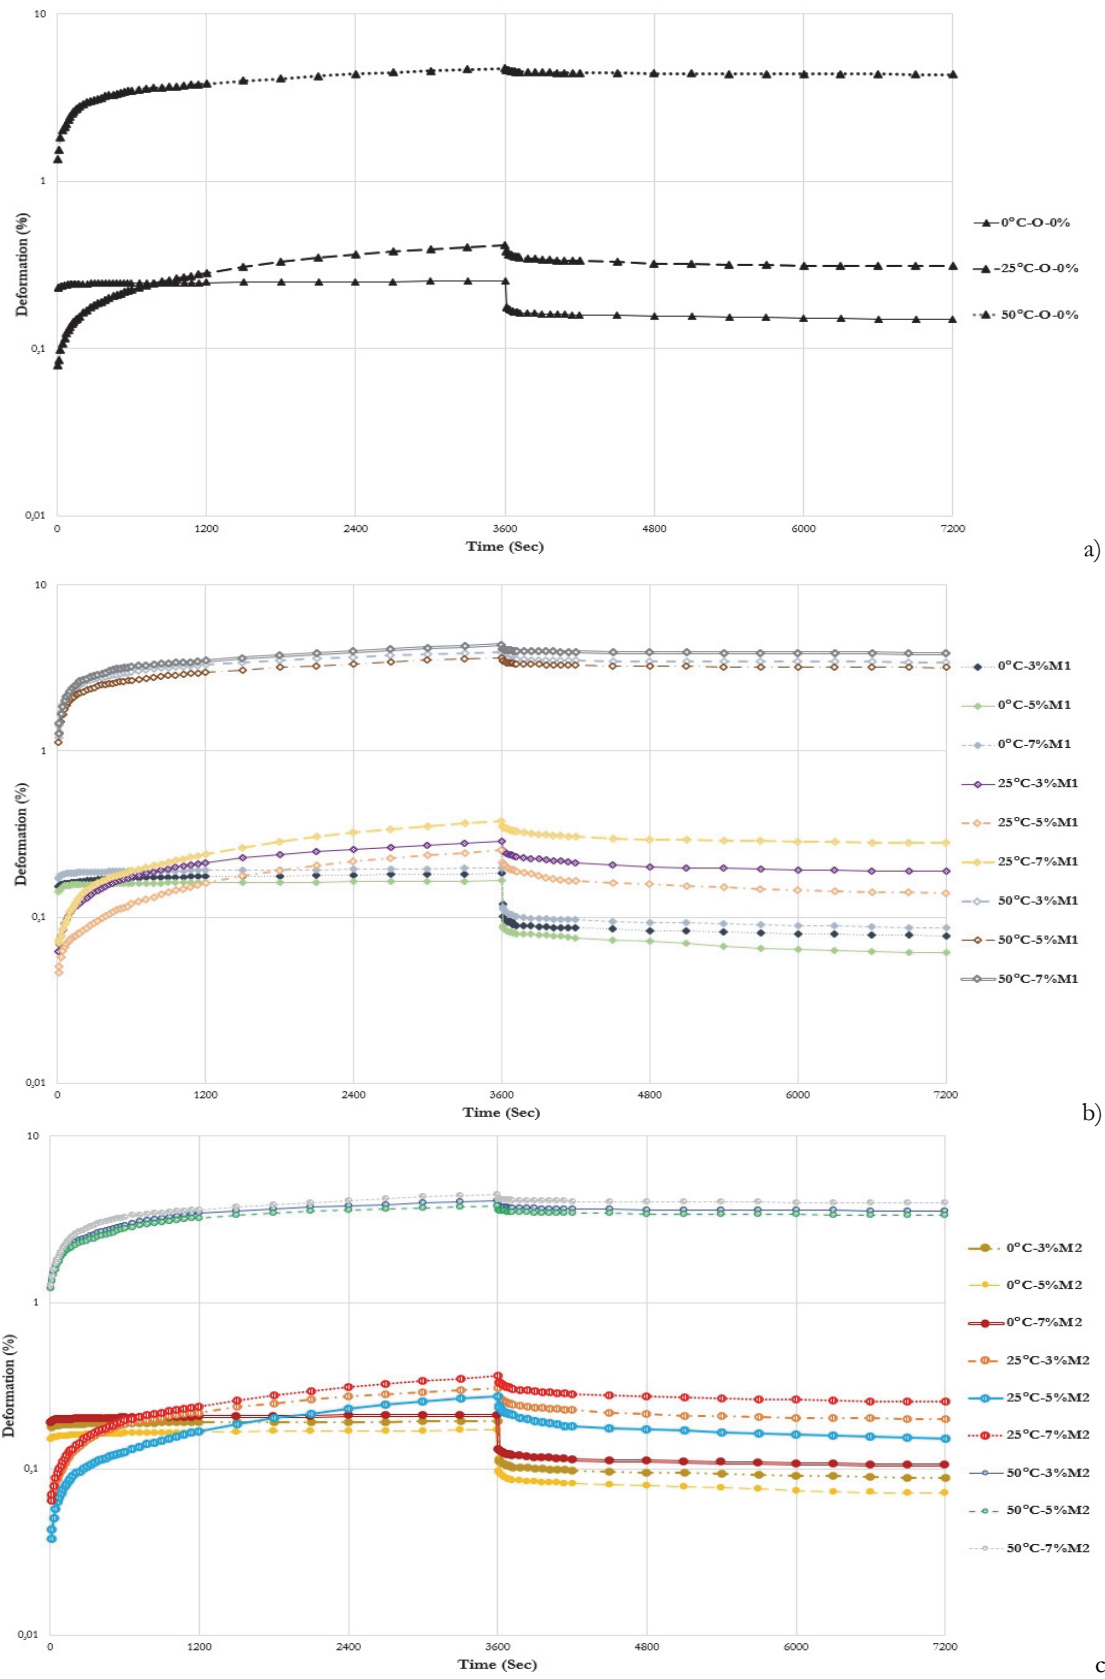 10
1
0,1
0,01
Deformation (%)
0 1200 2400 3600 4800 6000 7200
Time (Sec)
0°C-O-0%
25°C-O-0%
50°C-O-0%
a)
10
1
0,1
0,01
Deformation (%)
0 1200 2400 3600 4800 6000 7200
Time (Sec)
0°C-3%M1
0°C-5%M1
0°C-7%M1
25°C-3%M1
25°C-5%M1
25°C-7%M1
50°C-3%M1
50°C-5%M1
50°C-7%M1
b)
10
1
0,1
0,01
Deformation (%)
0 1200 2400 3600 4800 6000 7200
Time (Sec)
0°C-3%M2
0°C-5%M2
0°C-7%M2
25°C-3%M2
25°C-5%M2
25°C-7%M2
50°C-3%M2
50°C-5%M2
50°C-7%M2
c